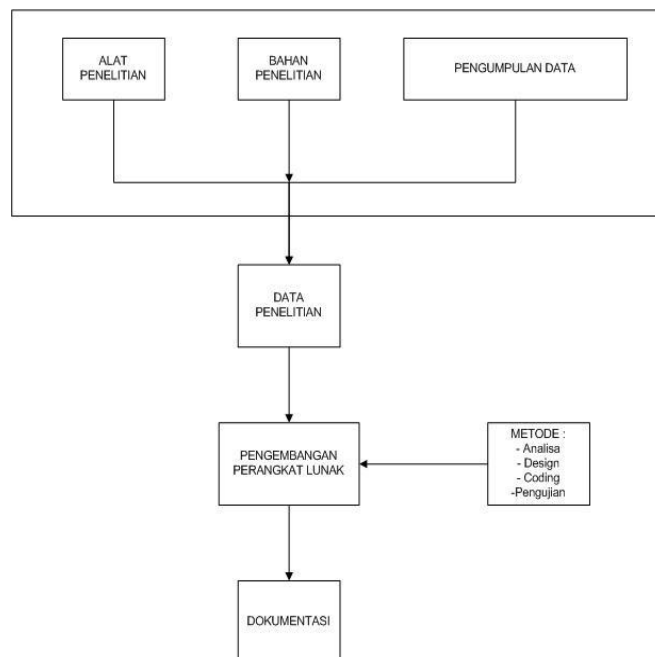 ALAT
PENELITIAN
BAHAN
PENELITIAN
PENGUMPULAN DATA
DATA
PENELITIAN
PENGEMBANGAN
PERANGKAT LUNAK
METODE :
- Analisa
- Design
- Coding
-Pengujian
DOKUMENTASI